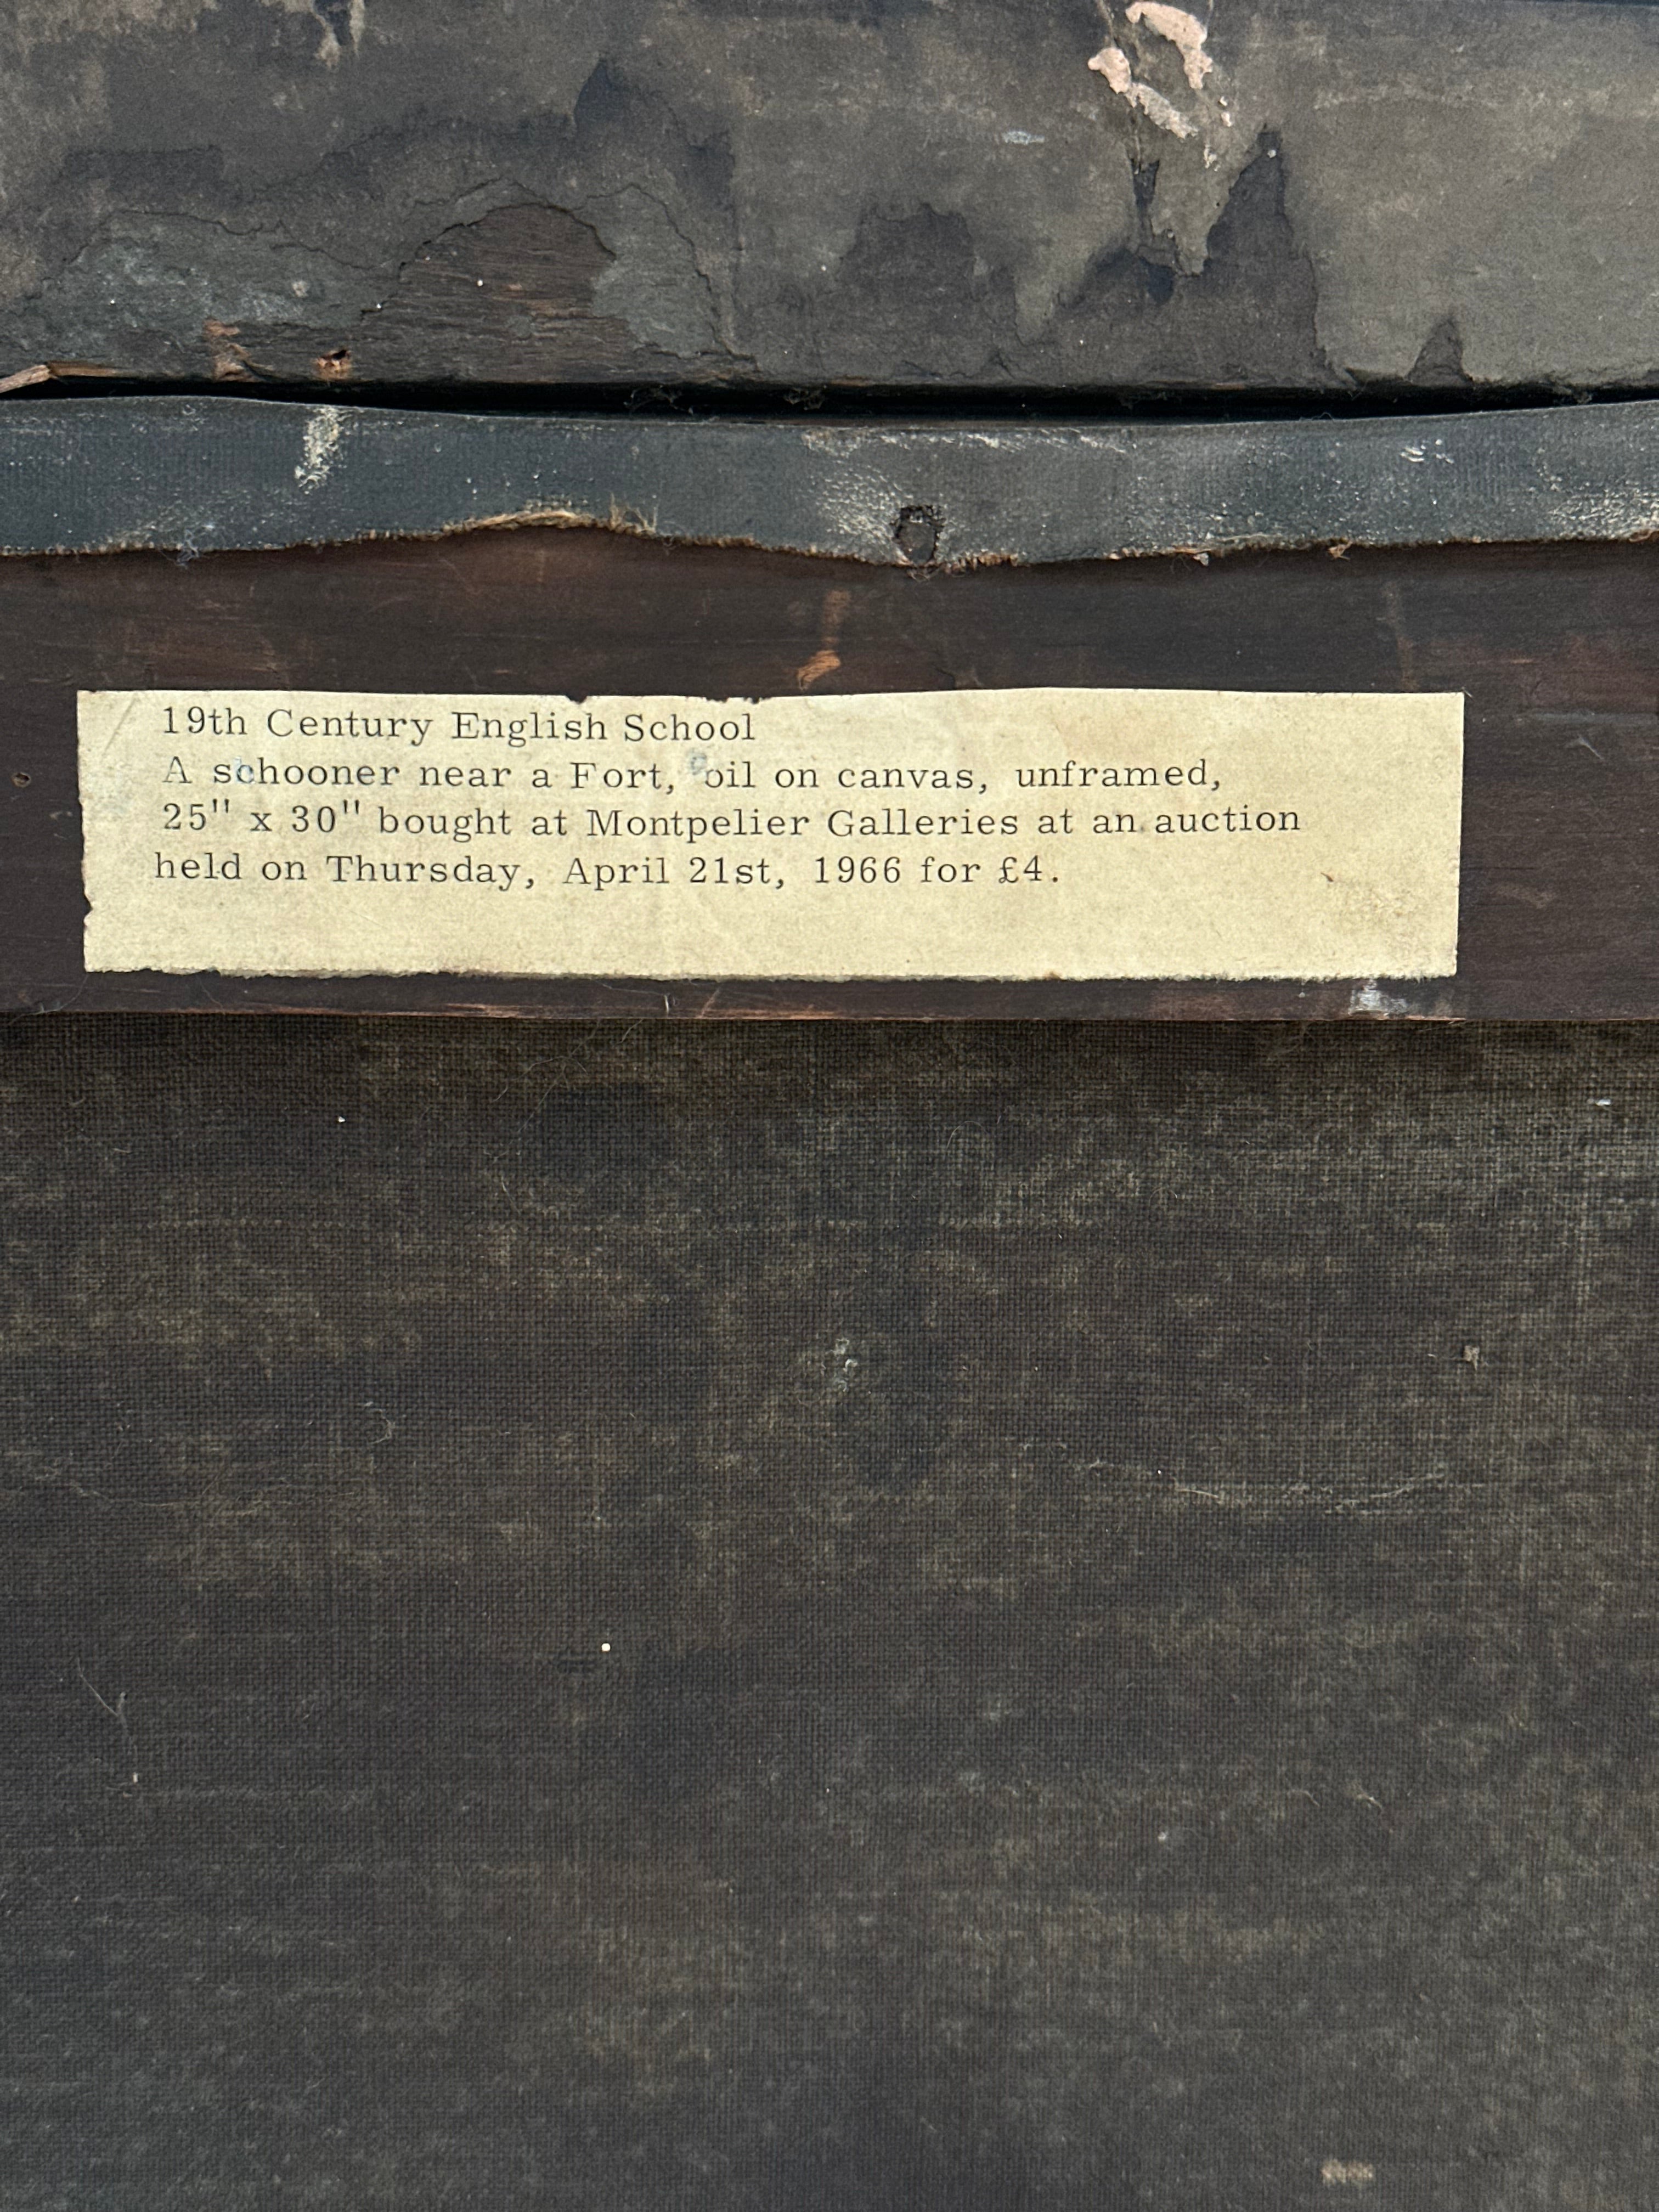 19th Century English School
A schooner near a Fort, oil on canvas, unframed,
25" x 30" bought at Montpelier Galleries at an auction
held on Thursday, April 21st, 1966 for £4.